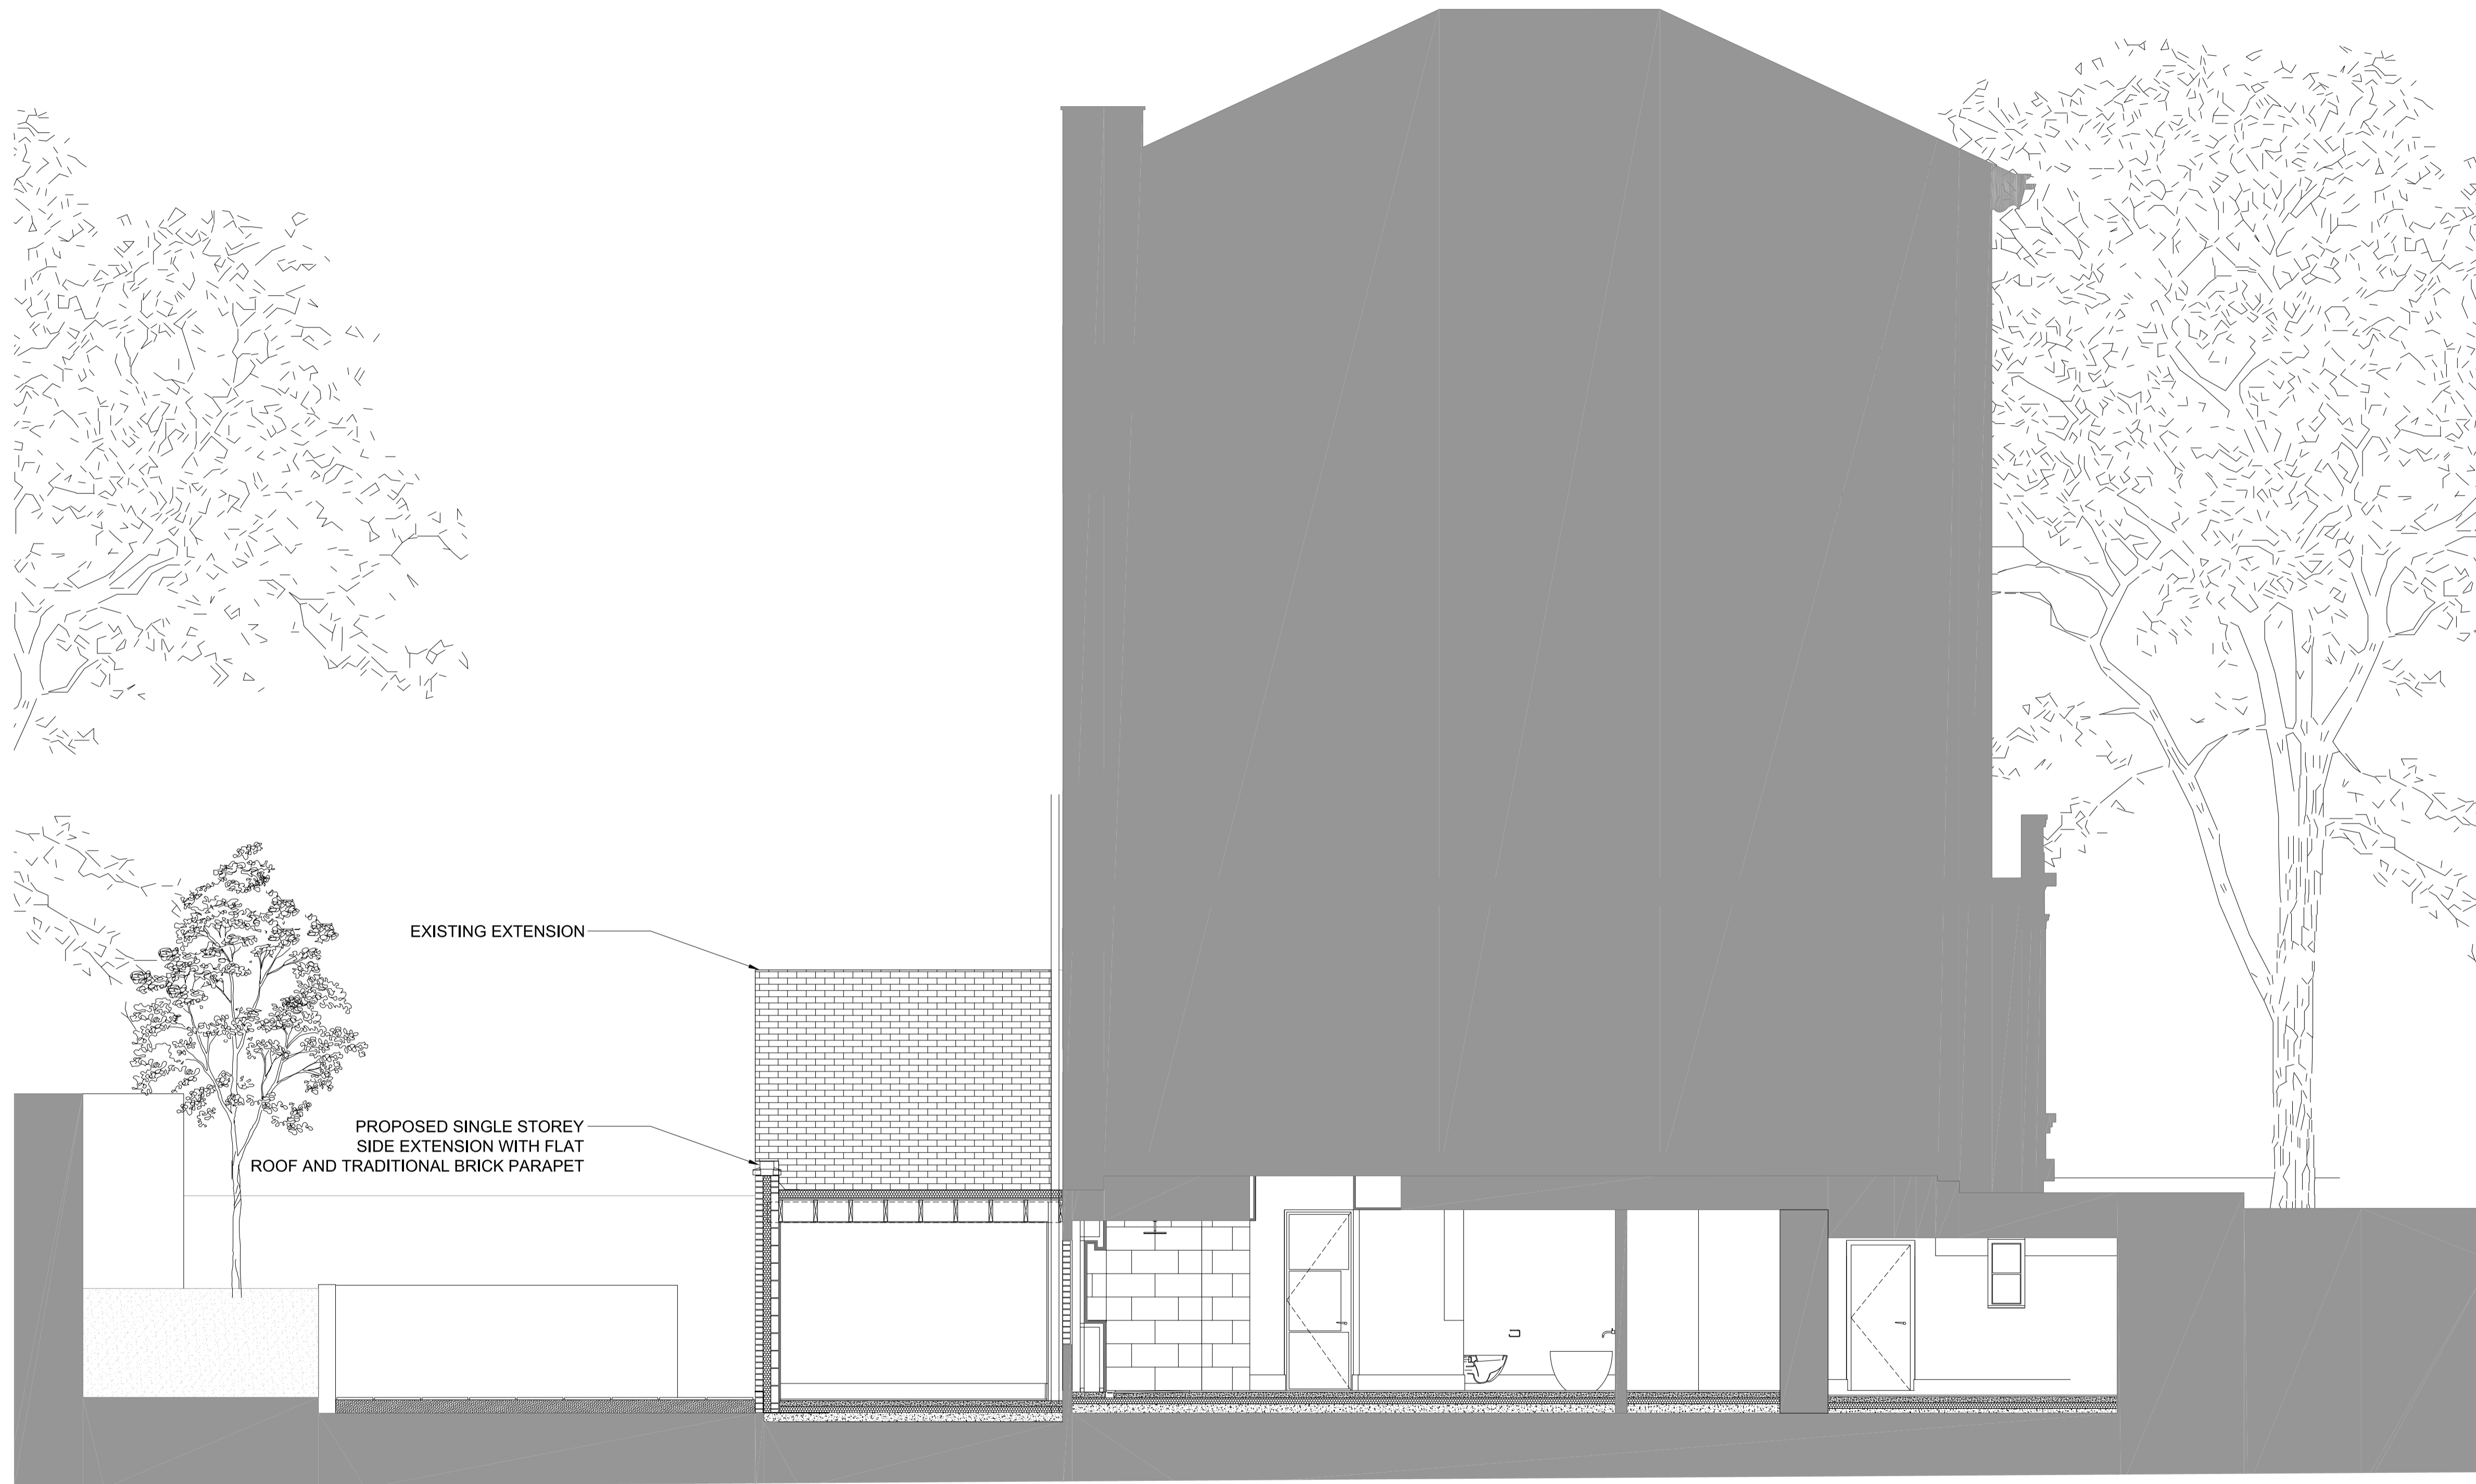 EXISTING EXTENSION
PROPOSED SINGLE STOREY
SIDE EXTENSION WITH FLAT
ROOF AND TRADITIONAL BRICK PARAPET